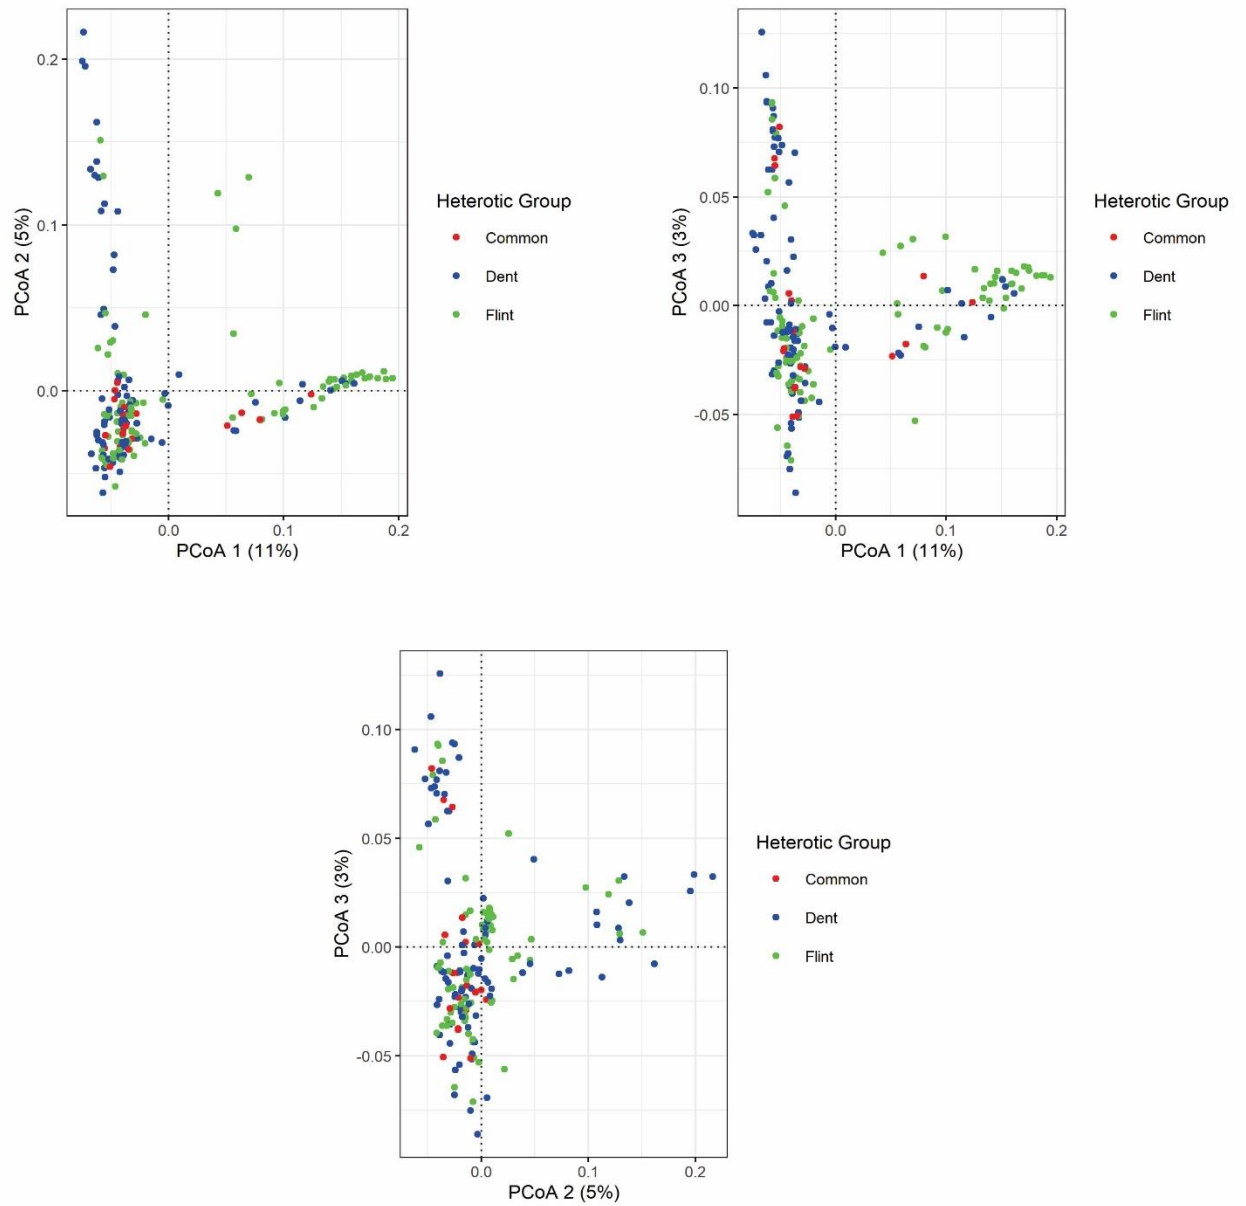 0.2
0.1
0.0
PCoA 2 (5%)
0.0
0.1
0.2
PCoA 1 (11%)
Heterotic Group
Common
Dent
Flint
0.10
0.05
0.00
-0.05
PCoA 3 (3%)
0.0
0.1
0.2
PCoA 1 (11%)
Heterotic Group
Common
Dent
Flint
0.10
0.05
0.00
-0.05
PCoA 3 (3%)
0.0
0.1
0.2
PCoA 2 (5%)
Heterotic Group
Common
Dent
Flint